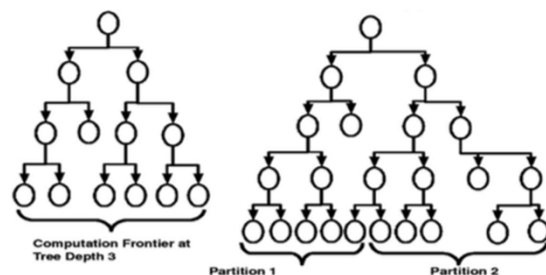 Computation Frontier at
Tree Depth 3
Partition 1
Partition 2